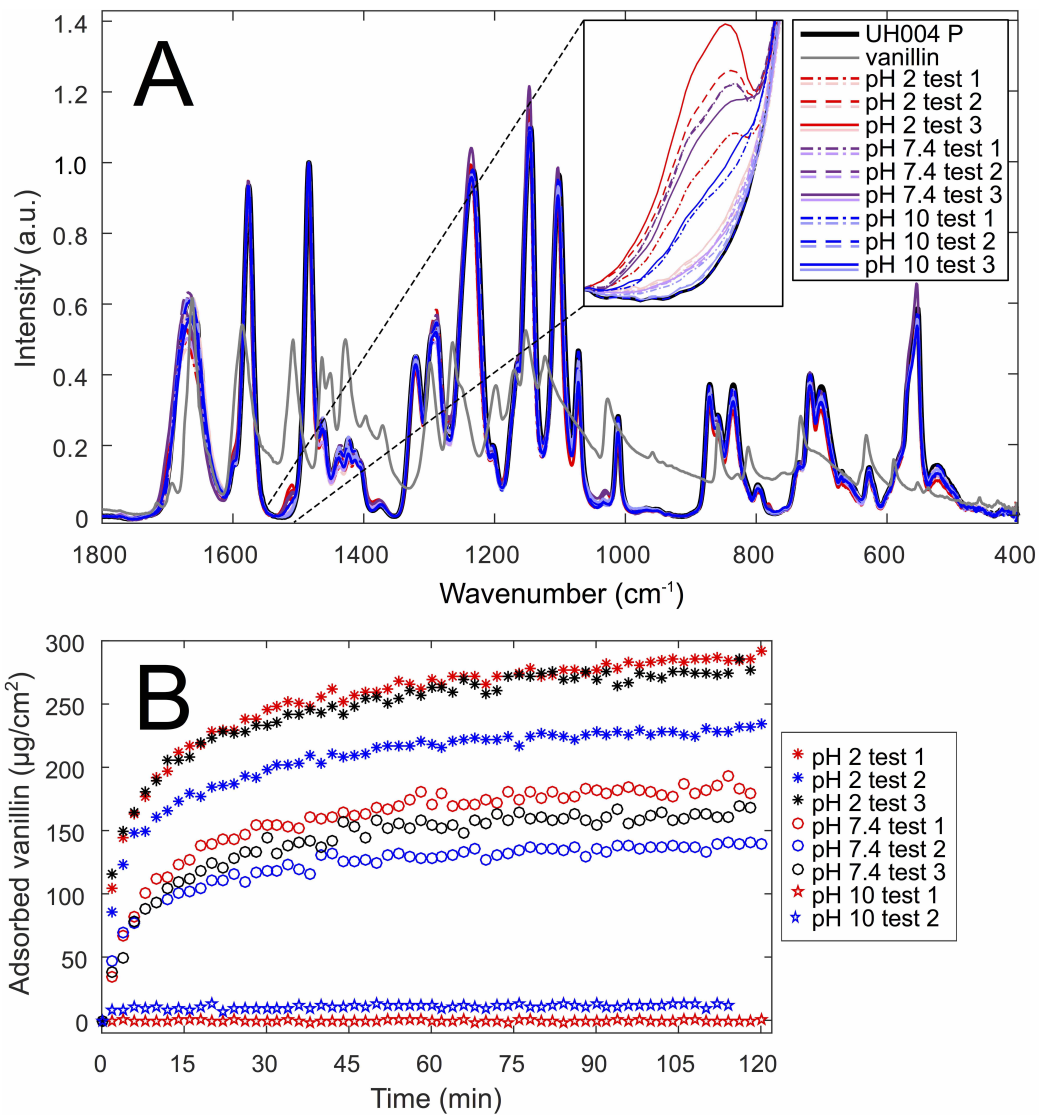 A
Intensity (a.u.)
1.4
1.2
1.0
0.8
0.6
0.4
0.2
0
UH004 P
vanillin
pH 2 test 1
pH 2 test 2
pH 2 test 3
pH 7.4 test 1
pH 7.4 test 2
pH 7.4 test 3
pH 10 test 1
pH 10 test 2
pH 10 test 3
1800 1600 1400 1200 1000 800 600 400
Wavenumber (cm⁻¹)
B
Adsorbed vanillin (µg/cm²)
300
250
200
150
100
50
0
pH 2 test 1
pH 2 test 2
pH 2 test 3
pH 7.4 test 1
pH 7.4 test 2
pH 7.4 test 3
pH 10 test 1
pH 10 test 2
0 15 30 45 60 75 90 105 120
Time (min)